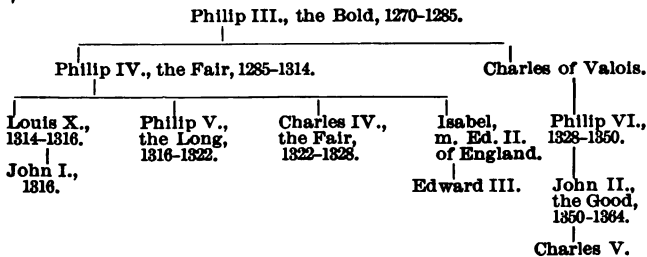 Philip III., the Bold, 1270-1285.
Philip IV., the Fair, 1285-1314.
Charles of Valois.
Louis X.,
1314-1316.
John I.,
1316.
Philip V.,
the Long,
1316-1322.
Charles IV.,
the Fair,
1322-1328.
Isabel,
m. Ed. II.
of England.
Edward III.
Philip VI.,
1328-1350.
John II.,
the Good,
1350-1364.
Charles V.